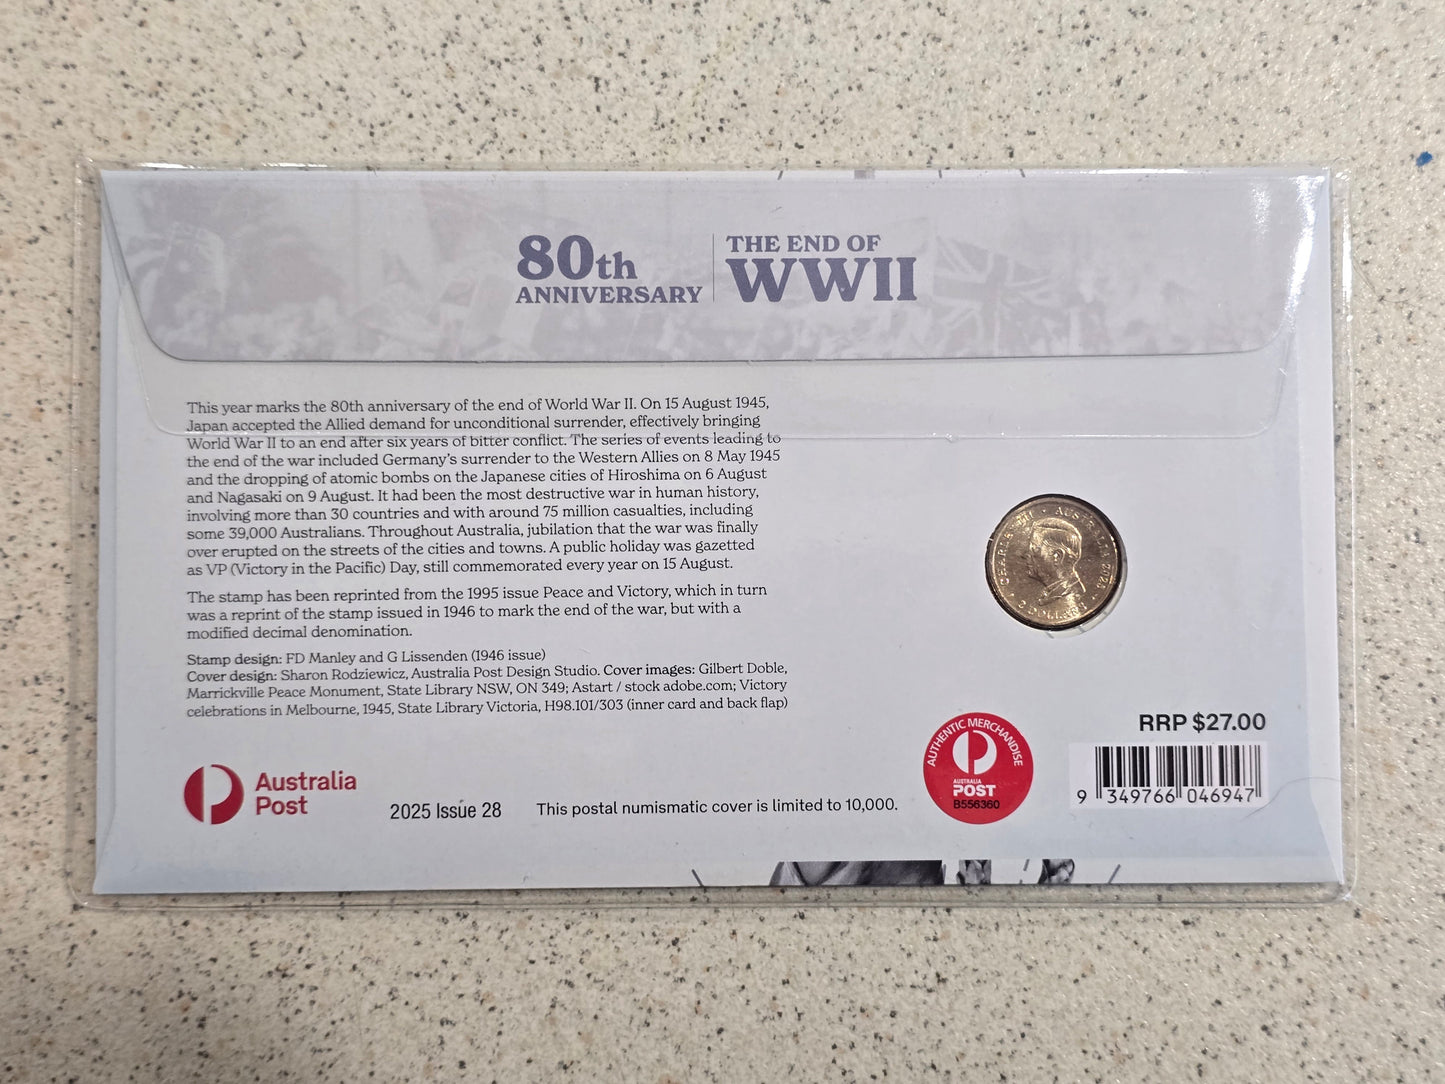 80th
ANNIVERSARY
THE END OF
WWII
This year marks the 80th anniversary of the end of World War II. On 15 August 1945,
Japan accepted the Allied demand for unconditional surrender, effectively bringing
World War II to an end after six years of bitter conflict. The series of events leading to
the end of the war included Germany's surrender to the Western Allies on 8 May 1945
and the dropping of atomic bombs on the Japanese cities of Hiroshima on 6 August
and Nagasaki on 9 August. It had been the most destructive war in human history,
involving more than 30 countries and with around 75 million casualties, including
some 39,000 Australians. Throughout Australia, jubilation that the war was finally
over erupted on the streets of the cities and towns. A public holiday was gazetted
as VP (Victory in the Pacific) Day, still commemorated every year on 15 August.
The stamp has been reprinted from the 1995 issue Peace and Victory, which in turn
was a reprint of the stamp issued in 1946 to mark the end of the war, but with a
modified decimal denomination.
Stamp design: FD Manley and G Lissenden (1946 issue)
Cover design: Sharon Rodziewicz, Australia Post Design Studio. Cover images: Gilbert Doble,
Marrickville Peace Monument, State Library NSW, ON 349; Astart / stock adobe.com; Victory
celebrations in Melbourne, 1945, State Library Victoria, H98.101/303 (inner card and back flap)
CHARLES III • AUSTRALIA 2025
2 DOLLARS
Australia
Post
2025 Issue 28
This postal numismatic cover is limited to 10,000.
AUTHENTIC MERCHANDISE
AUSTRALIA
POST
B556360
RRP $27.00
9 349766 046947